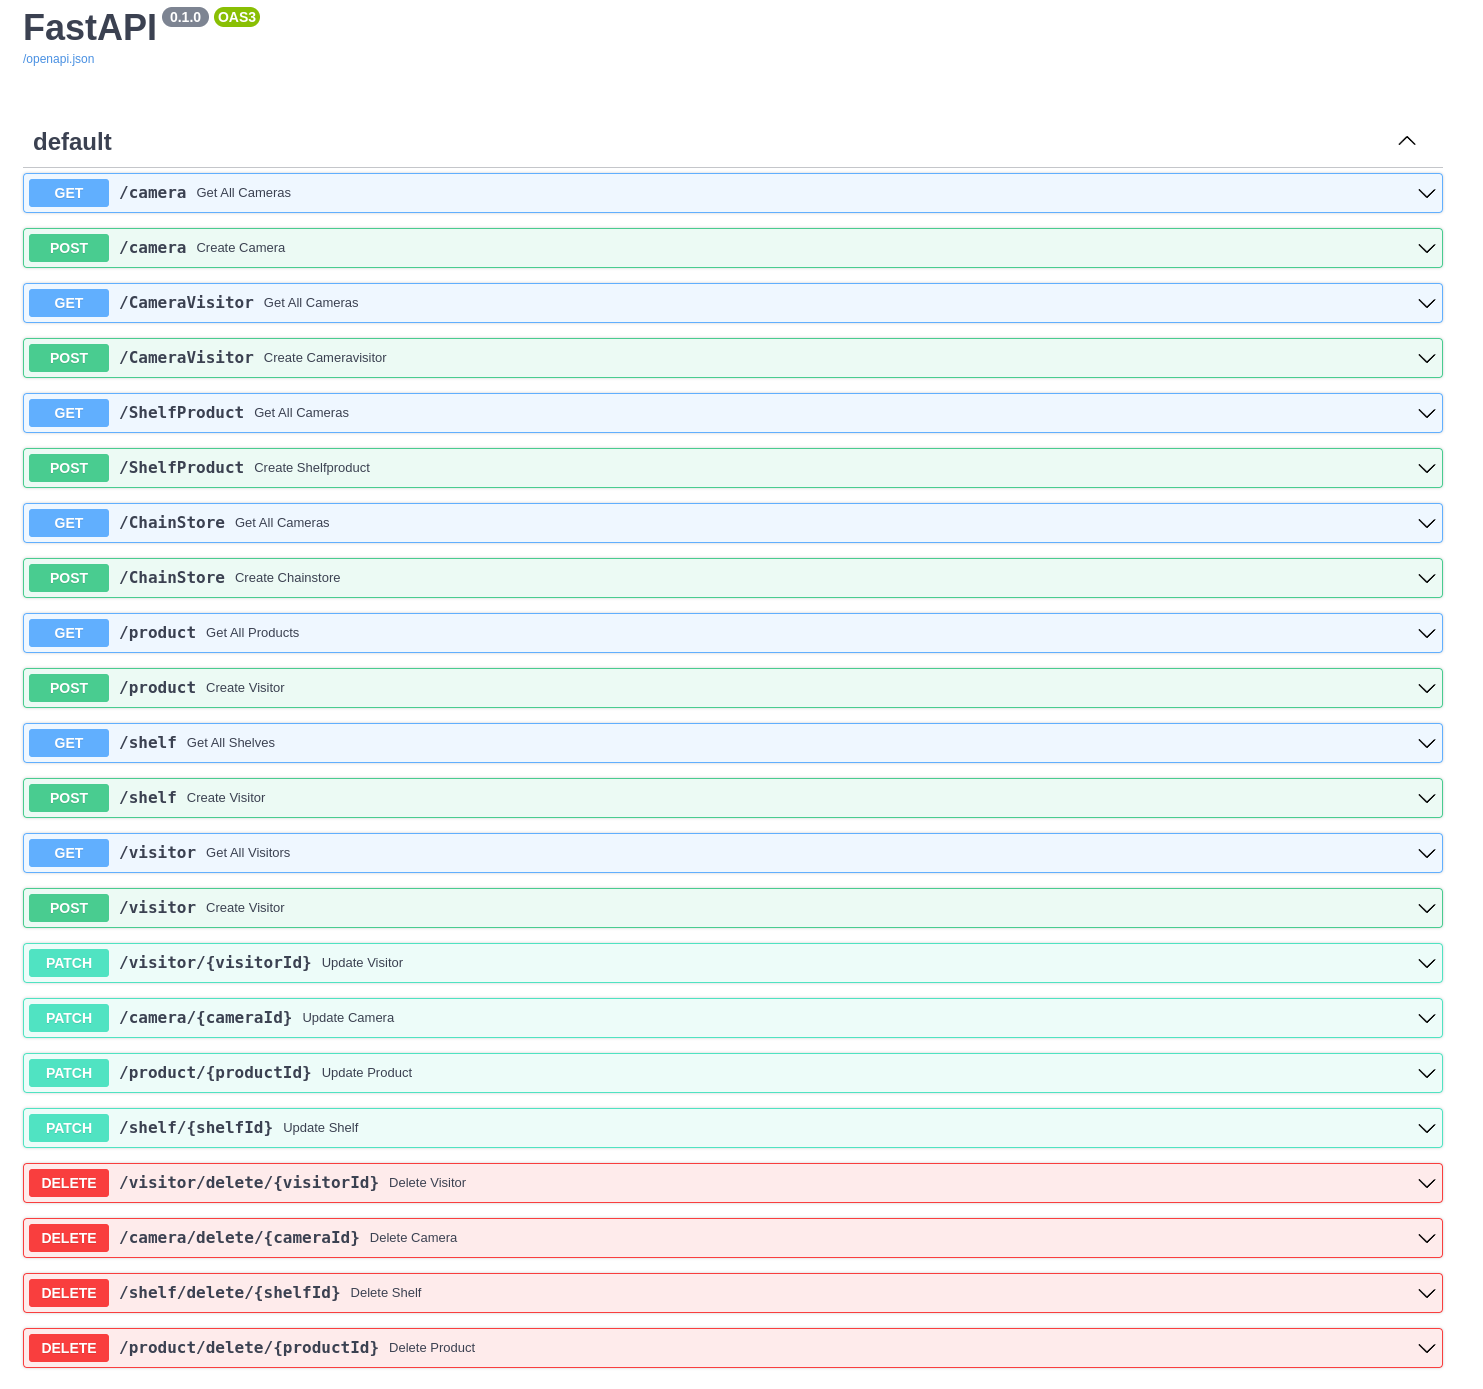 FastAPI 0.1.0 OAS3
/openapi.json
default
GET /camera Get All Cameras
POST /camera Create Camera
GET /CameraVisitor Get All Cameras
POST /CameraVisitor Create Cameravisitor
GET /ShelfProduct Get All Cameras
POST /ShelfProduct Create Shelfproduct
GET /ChainStore Get All Cameras
POST /ChainStore Create Chainstore
GET /product Get All Products
POST /product Create Visitor
GET /shelf Get All Shelves
POST /shelf Create Visitor
GET /visitor Get All Visitors
POST /visitor Create Visitor
PATCH /visitor/{visitorId} Update Visitor
PATCH /camera/{cameraId} Update Camera
PATCH /product/{productId} Update Product
PATCH /shelf/{shelfId} Update Shelf
DELETE /visitor/delete/{visitorId} Delete Visitor
DELETE /camera/delete/{cameraId} Delete Camera
DELETE /shelf/delete/{shelfId} Delete Shelf
DELETE /product/delete/{productId} Delete Product